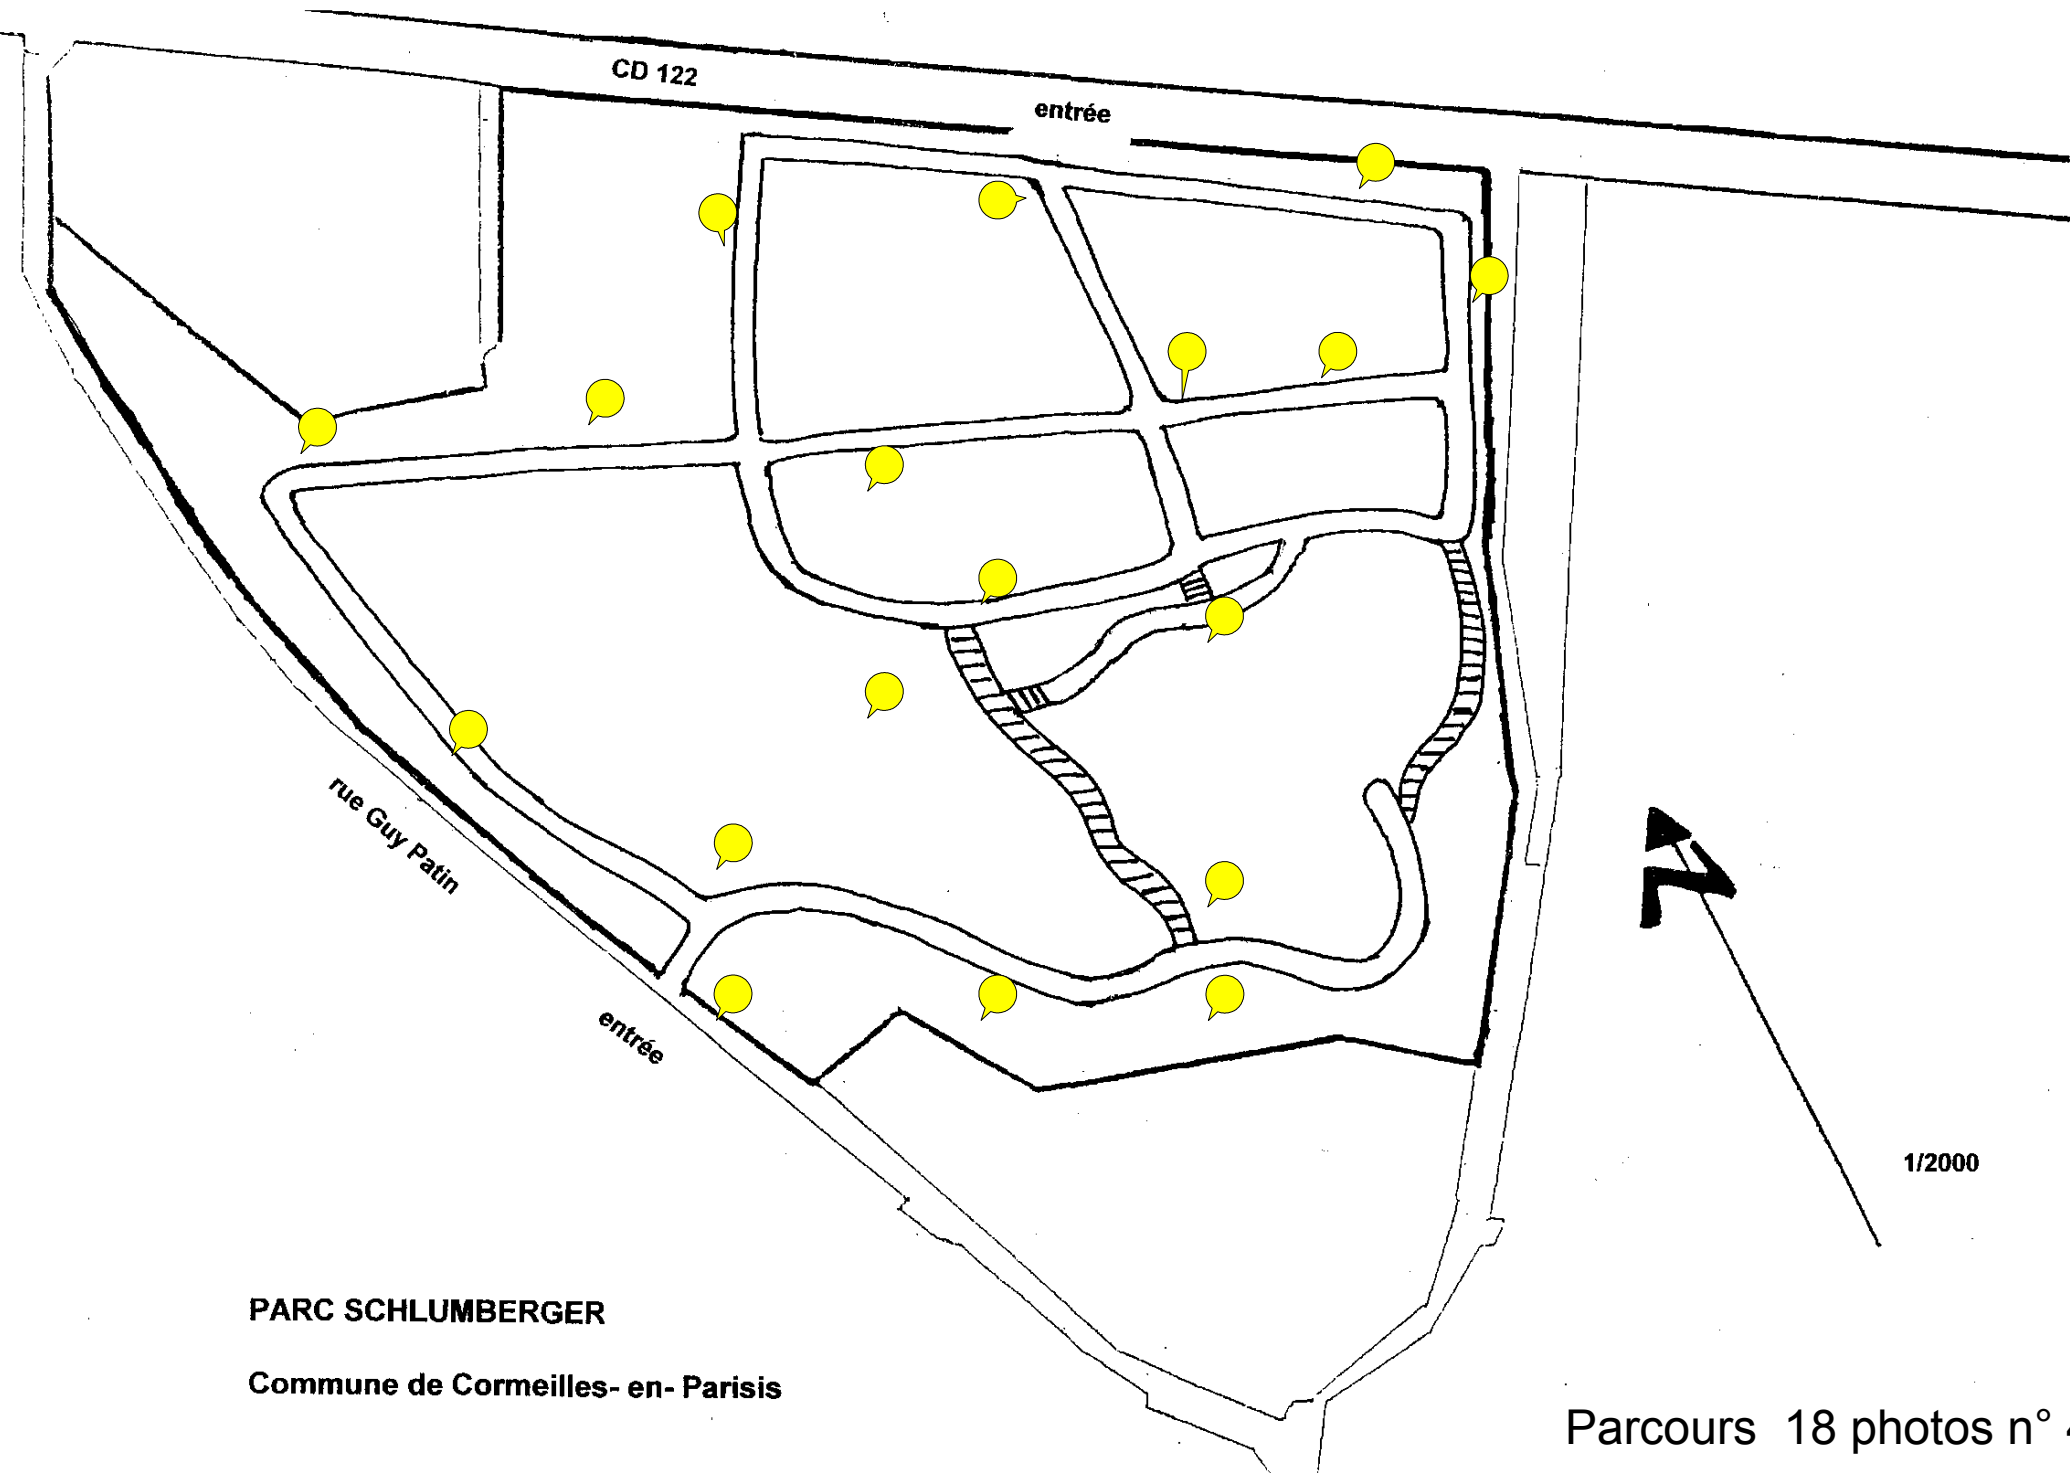 CD 122
entrée
rue Guy Patin
entrée
N
1/2000
PARC SCHLUMBERGER
Commune de Cormeilles- en- Parisis
Parcours 18 photos n°